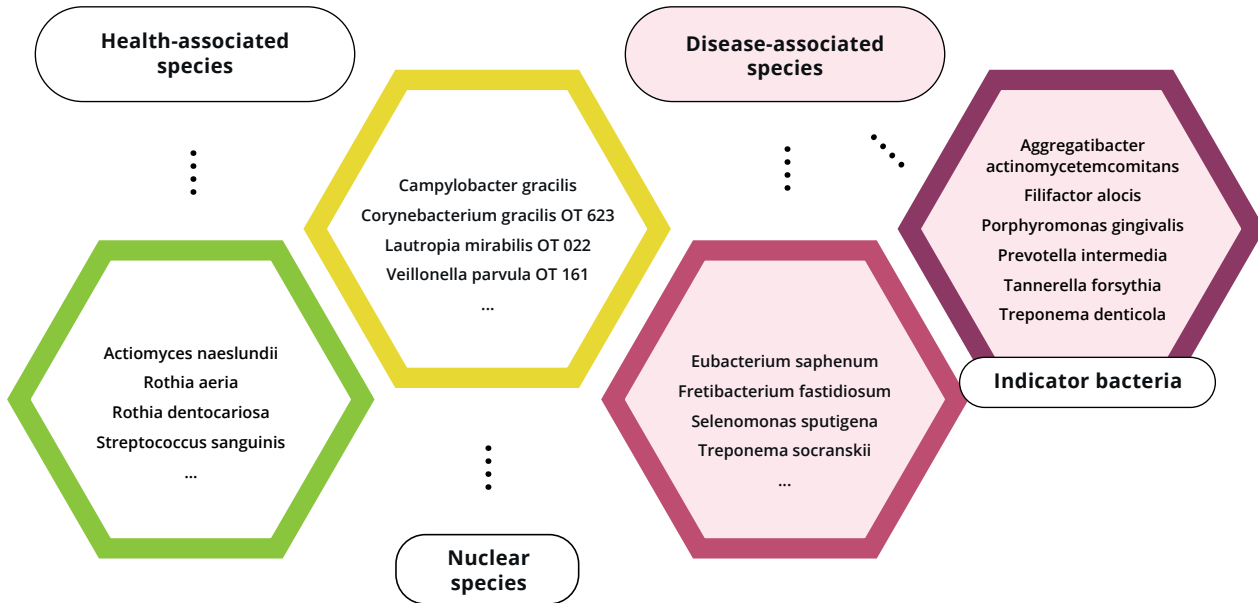 Health-associated
species
Actiomyces naeslundii
Rothia aeria
Rothia dentocariosa
Streptococcus sanguinis
...
Campylobacter gracilis
Corynebacterium gracilis OT 623
Lautropia mirabilis OT 022
Veillonella parvula OT 161
...
Nuclear
species
Disease-associated
species
Eubacterium saphenum
Fretibacterium fastidiosum
Selenomonas sputigena
Treponema socranskii
...
Aggregatibacter
actinomycetemcomitans
Filifactor alocis
Porphyromonas gingivalis
Prevotella intermedia
Tannerella forsythia
Treponema denticola
Indicator bacteria